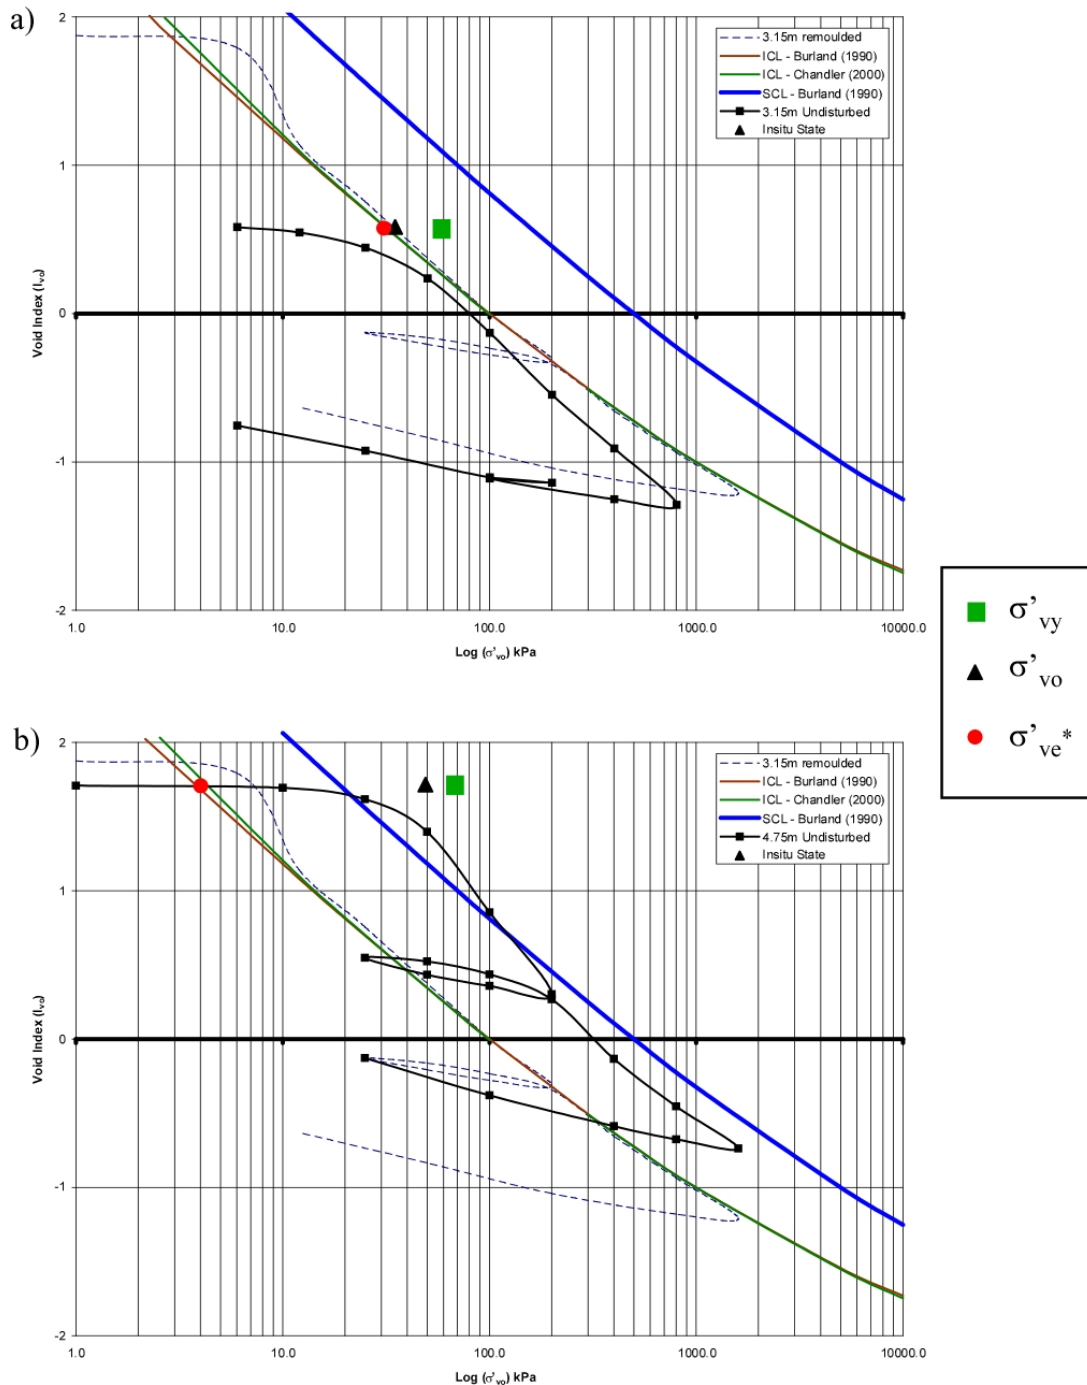 a)
2
1
0
-1
-2
Void Index (Ivo)
1.0 10.0 100.0 1000.0 10000.0
Log (σ'vo) kPa
3.15m remoulded
ICL - Burland (1990)
ICL - Chandler (2000)
SCL - Burland (1990)
3.15m Undisturbed
Insitu State
σ'vy
σ'vo
σ've*
b)
2
1
0
-1
-2
Void Index (Ivo)
1.0 10.0 100.0 1000.0 10000.0
Log (σ'vo) kPa
3.15m remoulded
ICL - Burland (1990)
ICL - Chandler (2000)
SCL - Burland (1990)
4.75m Undisturbed
Insitu State